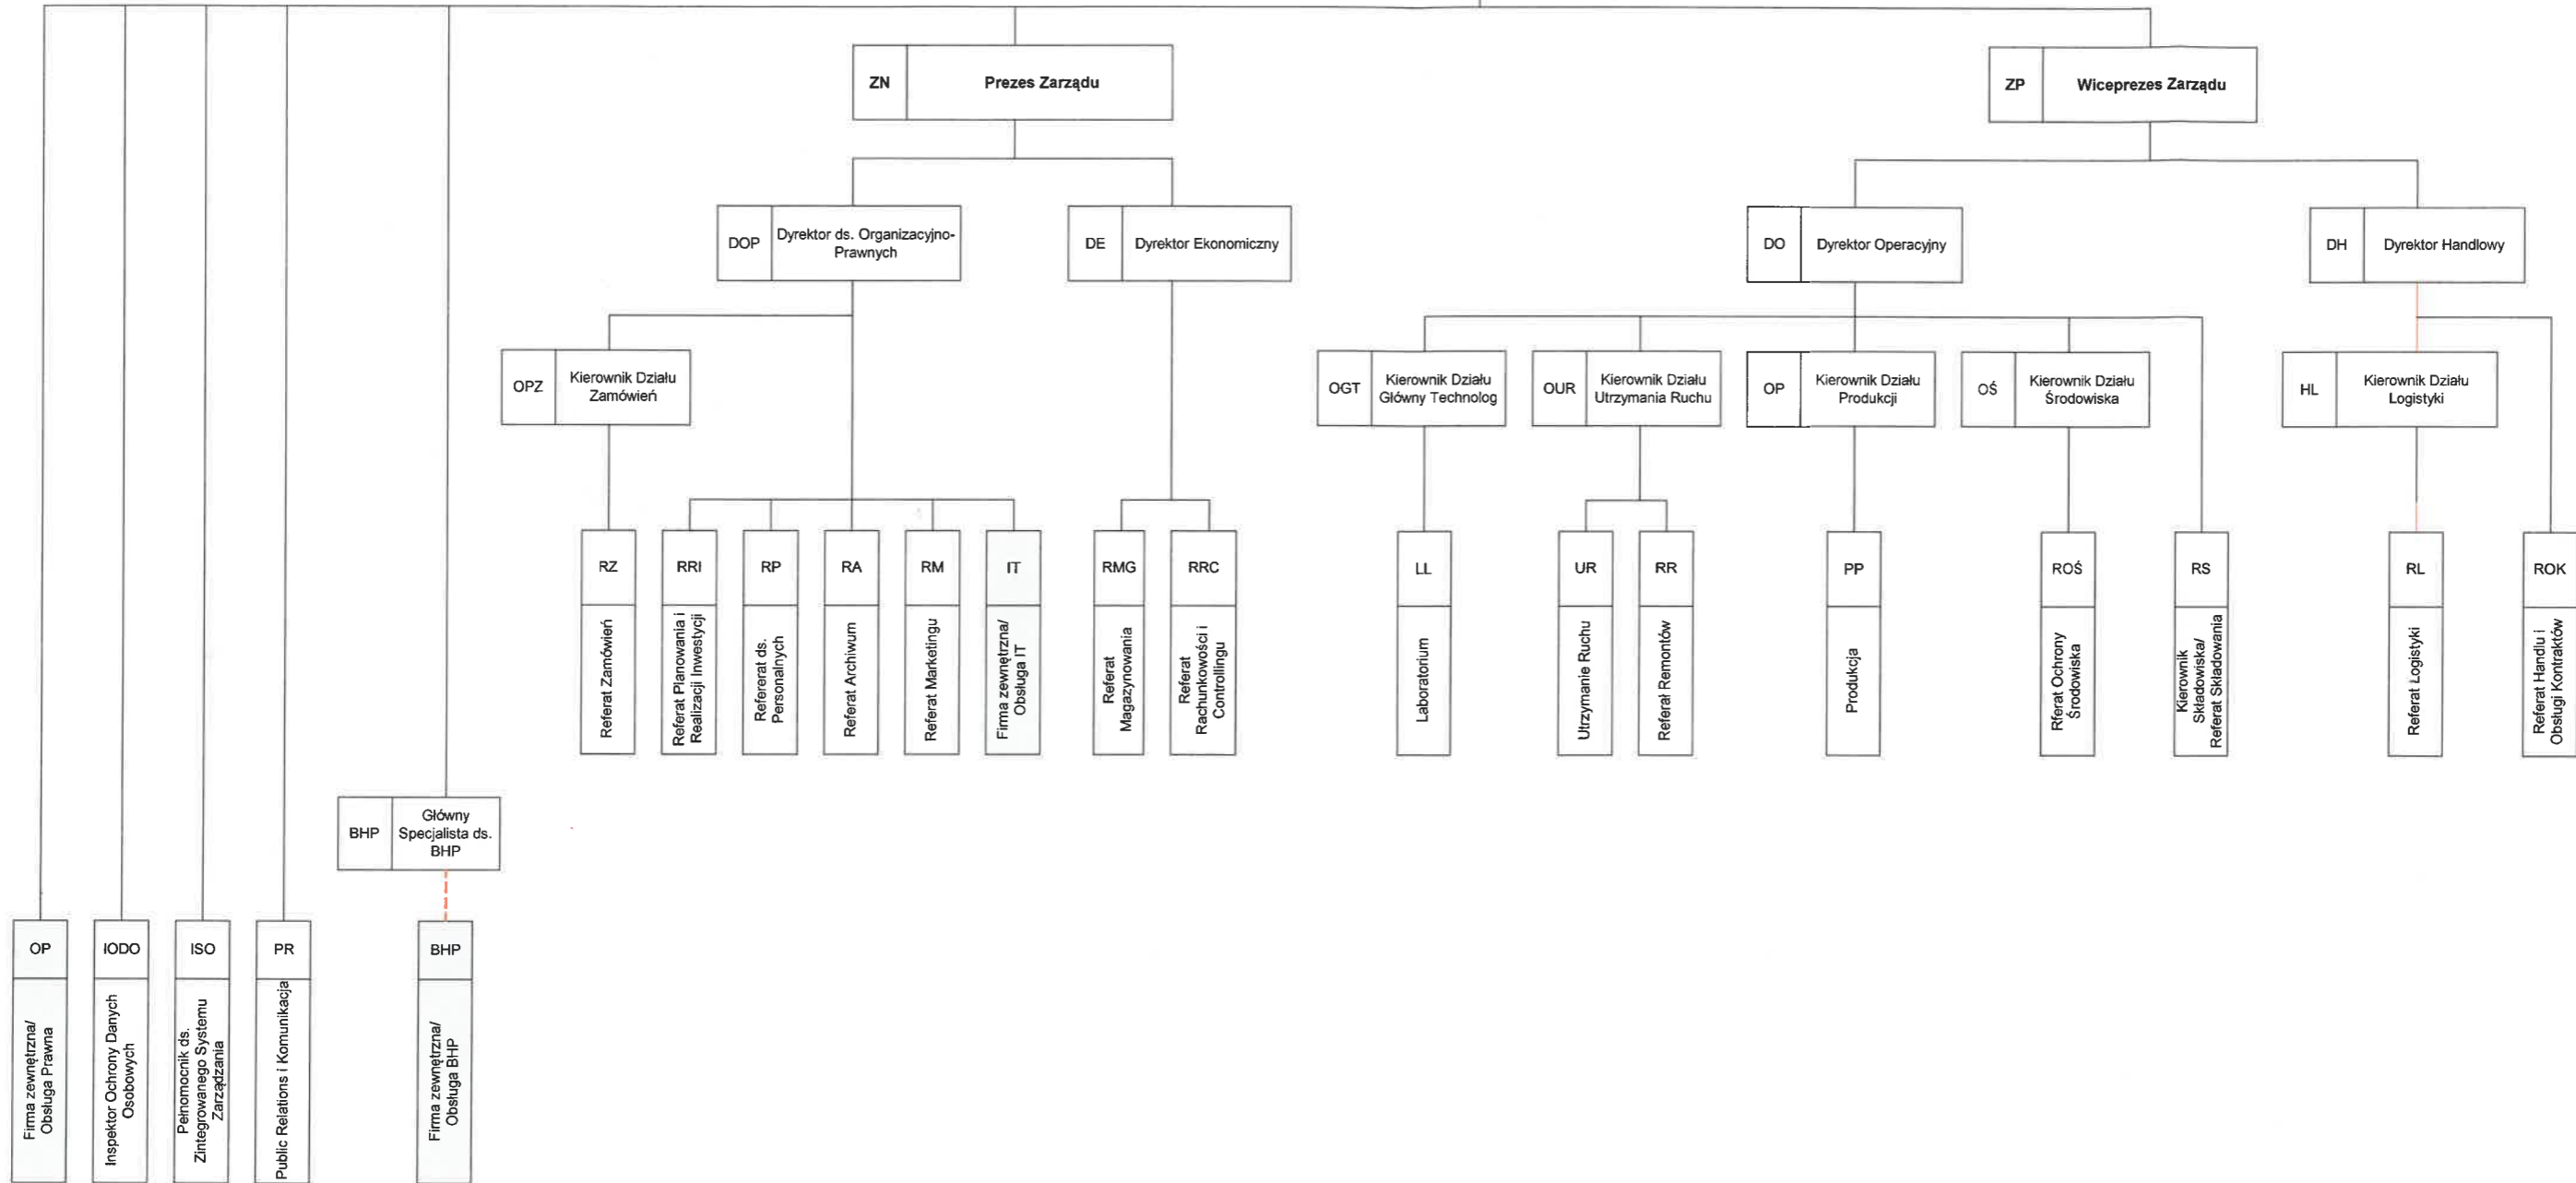 ZN
Prezes Zarządu
ZP
Wiceprezes Zarządu
DOP
Dyrektor ds. Organizacyjno-
Prawnych
DE
Dyrektor Ekonomiczny
DO
Dyrektor Operacyjny
DH
Dyrektor Handlowy
OPZ
Kierownik Działu
Zamówień
OGT
Kierownik Działu
Główny Technolog
OUR
Kierownik Działu
Utrzymania Ruchu
OP
Kierownik Działu
Produkcji
OŚ
Kierownik Działu
Środowiska
HL
Kierownik Działu
Logistyki
RZ
Referat Zamówień
RRI
Referat Planowania i
Realizacji Inwestycji
RP
Refererat ds.
Personalnych
RA
Referat Archiwum
RM
Referat Marketingu
IT
Firma zewnętrzna/
Obsługa IT
RMG
Referat
Magazynowania
RRC
Referat
Rachunkowości i
Controllingu
LL
Laboratorium
UR
Utrzymanie Ruchu
RR
Referat Remontów
PP
Produkcja
ROŚ
Rferat Ochrony
Środowiska
RS
Kierownik
Składowiska/
Referat Składowania
RL
Referat Logistyki
ROK
Referat Handlu i
Obsługi Kontraktów
BHP
Główny
Specjalista ds.
BHP
OP
Firma zewnętrzna/
Obsługa Prawna
IODO
Inspektor Ochrony Danych
Osobowych
ISO
Pełnomocnik ds.
Zintegrowanego Systemu
Zarządzania
PR
Public Relations i Komunikacja
BHP
Firma zewnętrzna/
Obsługa BHP